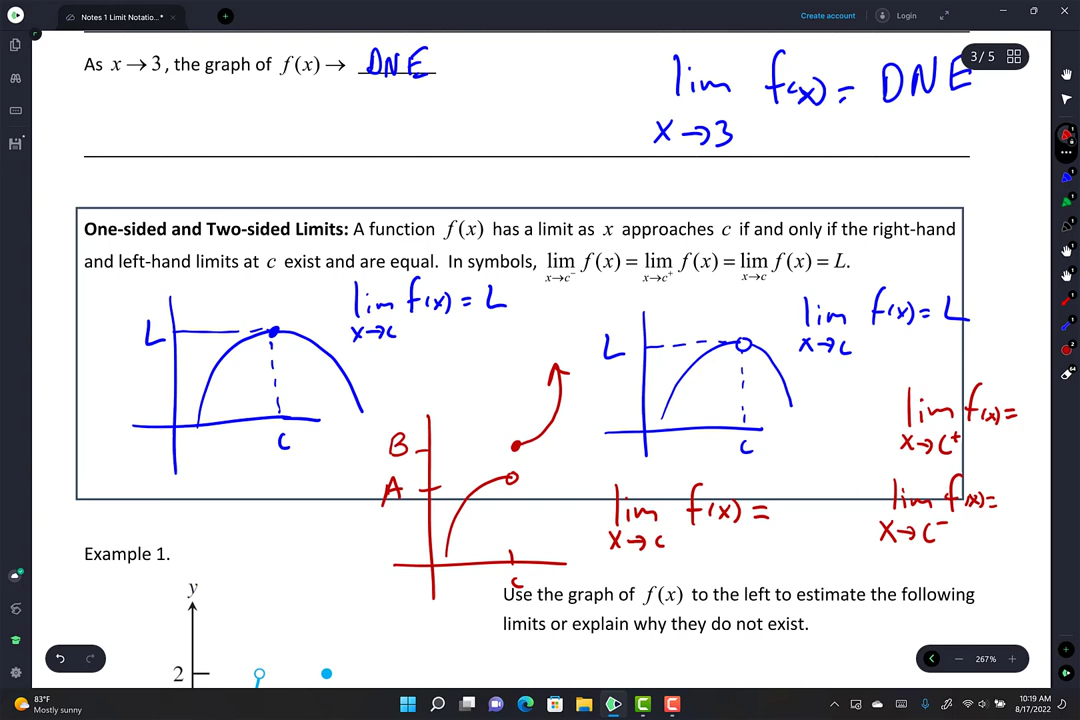 Notes 1 Limit Notatio...*
Create account
Login
As x → 3, the graph of f(x) → DNE
lim f(x) = DNE
x→3
3 / 5
One-sided and Two-sided Limits: A function f(x) has a limit as x approaches c if and only if the right-hand
and left-hand limits at c exist and are equal. In symbols, lim f(x) = lim f(x) = lim f(x) = L.
x→c⁻ x→c⁺ x→c
lim f(x) = L
x→c
L
c
lim f(x) = L
x→c
L
c
B
A
c
lim f(x) =
x→c⁺
lim f(x) =
x→c
lim f(x) =
x→c⁻
Example 1.
y
2
Use the graph of f(x) to the left to estimate the following
limits or explain why they do not exist.
267%
83°F
Mostly sunny
10:19 AM
8/17/2022